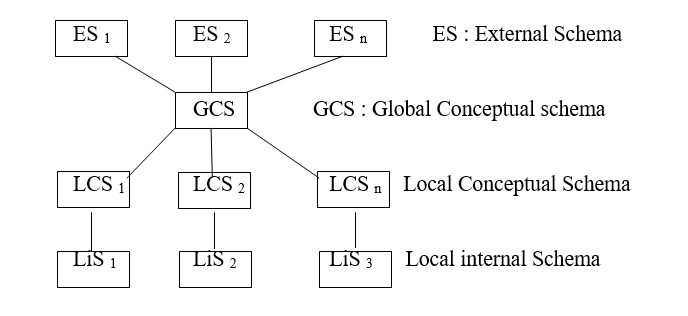 ES 1 ES 2 ES n ES : External Schema
GCS GCS : Global Conceptual schema
LCS 1 LCS 2 LCS n Local Conceptual Schema
LiS 1 LiS 2 LiS 3 Local internal Schema